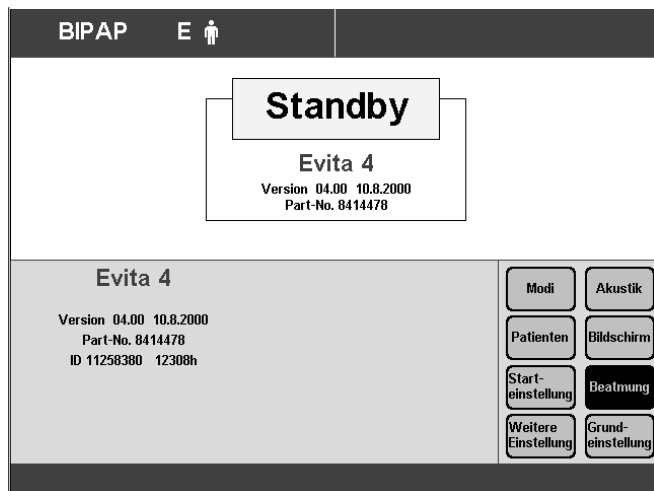 BIPAP E
Standby
Evita 4
Version 04.00 10.8.2000
Part-No. 8414478
Evita 4
Version 04.00 10.8.2000
Part-No. 8414478
ID 11258380 12308h
Modi
Akustik
Patienten
Bildschirm
Start-
einstellung
Beatmung
Weitere
Einstellung
Grund-
einstellung